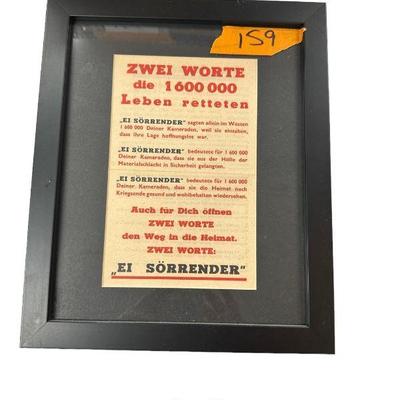 159
ZWEI WORTE
die 1 600 000
Leben retteten
„EI SÖRRENDER" sagten allein im Westen
1 600 000 Deiner Kameraden, weil sie einsahen,
dass ihre Lage hoffnungslos war.
„EI SÖRRENDER" bedeutete für 1 600 000
Deiner Kameraden, dass sie aus der Hölle der
Materialschlacht in Sicherheit gelangten.
„EI SÖRRENDER" bedeutete für 1 600 000
Deiner Kameraden, dass sie die Heimat nach
Kriegsende gesund und wohlbehalten wiedersehen.
Auch für Dich öffnen
ZWEI WORTE
den Weg in die Heimat.
ZWEI WORTE:
„EI SÖRRENDER"